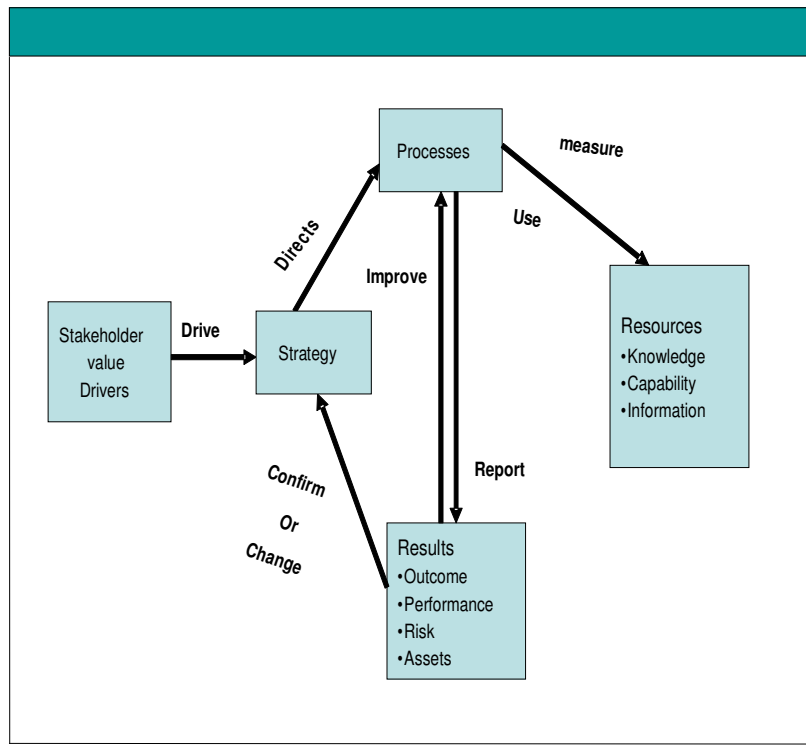 Processes
measure
Use
Directs
Improve
Resources
•Knowledge
•Capability
•Information
Stakeholder
value
Drivers
Drive
Strategy
Confirm
Or
Change
Report
Results
•Outcome
•Performance
•Risk
•Assets